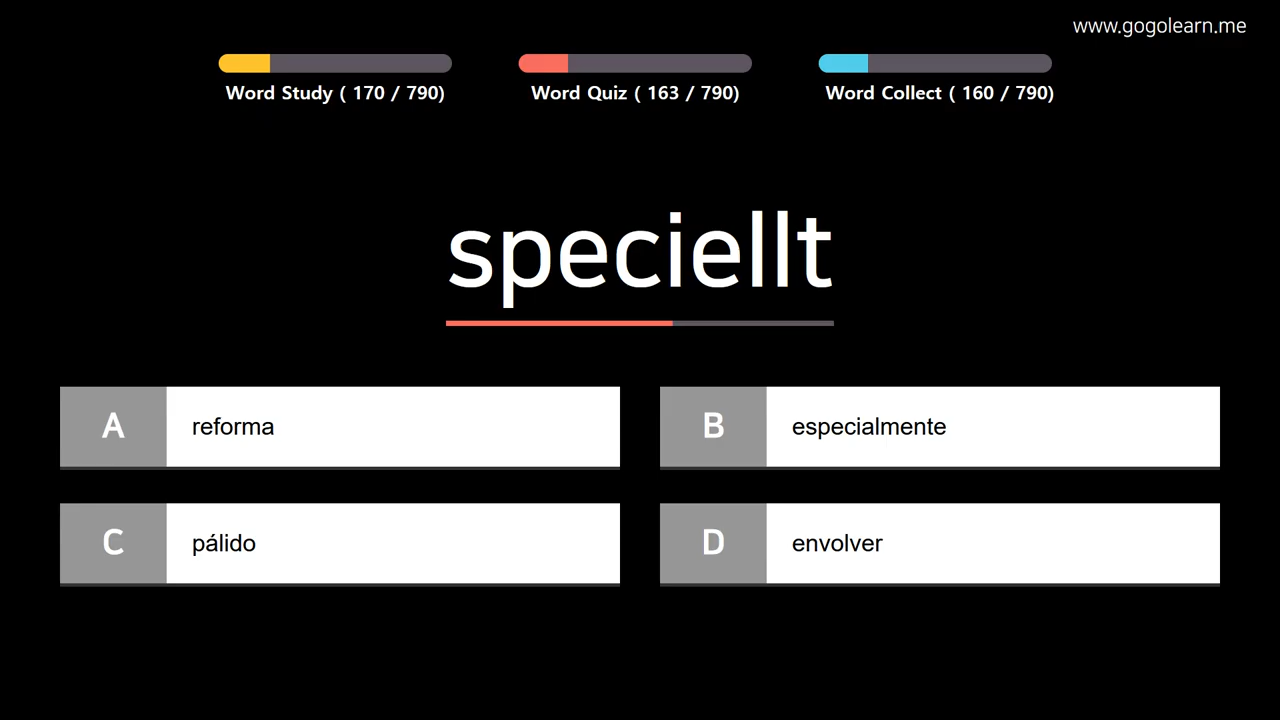 www.gogolearn.me
Word Study ( 170 / 790)
Word Quiz ( 163 / 790)
Word Collect ( 160 / 790)
speciellt
A reforma
B especialmente
C pálido
D envolver